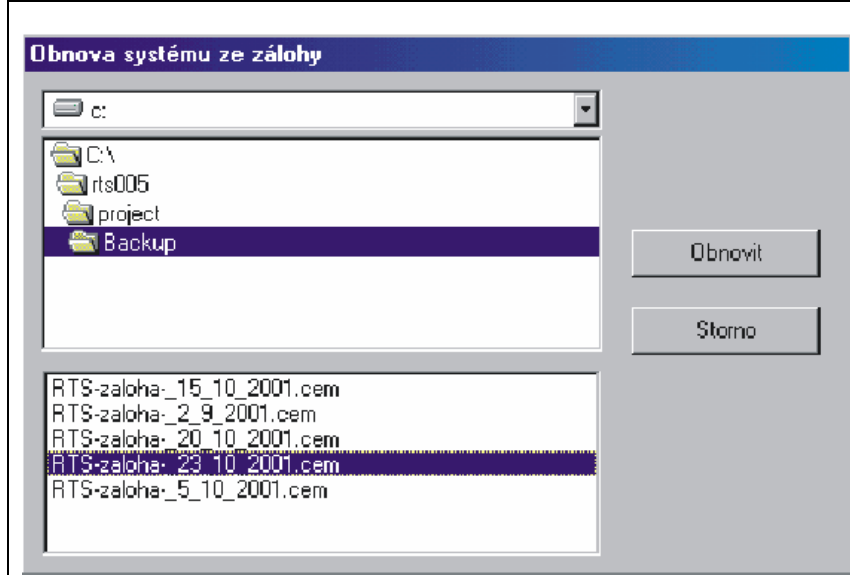 Obnova systému ze zálohy
c:
C:\
rts005
project
Backup
Obnovit
Storno
RTS-zaloha-_15_10_2001.cem
RTS-zaloha-_2_9_2001.cem
RTS-zaloha-_20_10_2001.cem
RTS-zaloha-_23_10_2001.cem
RTS-zaloha-_5_10_2001.cem